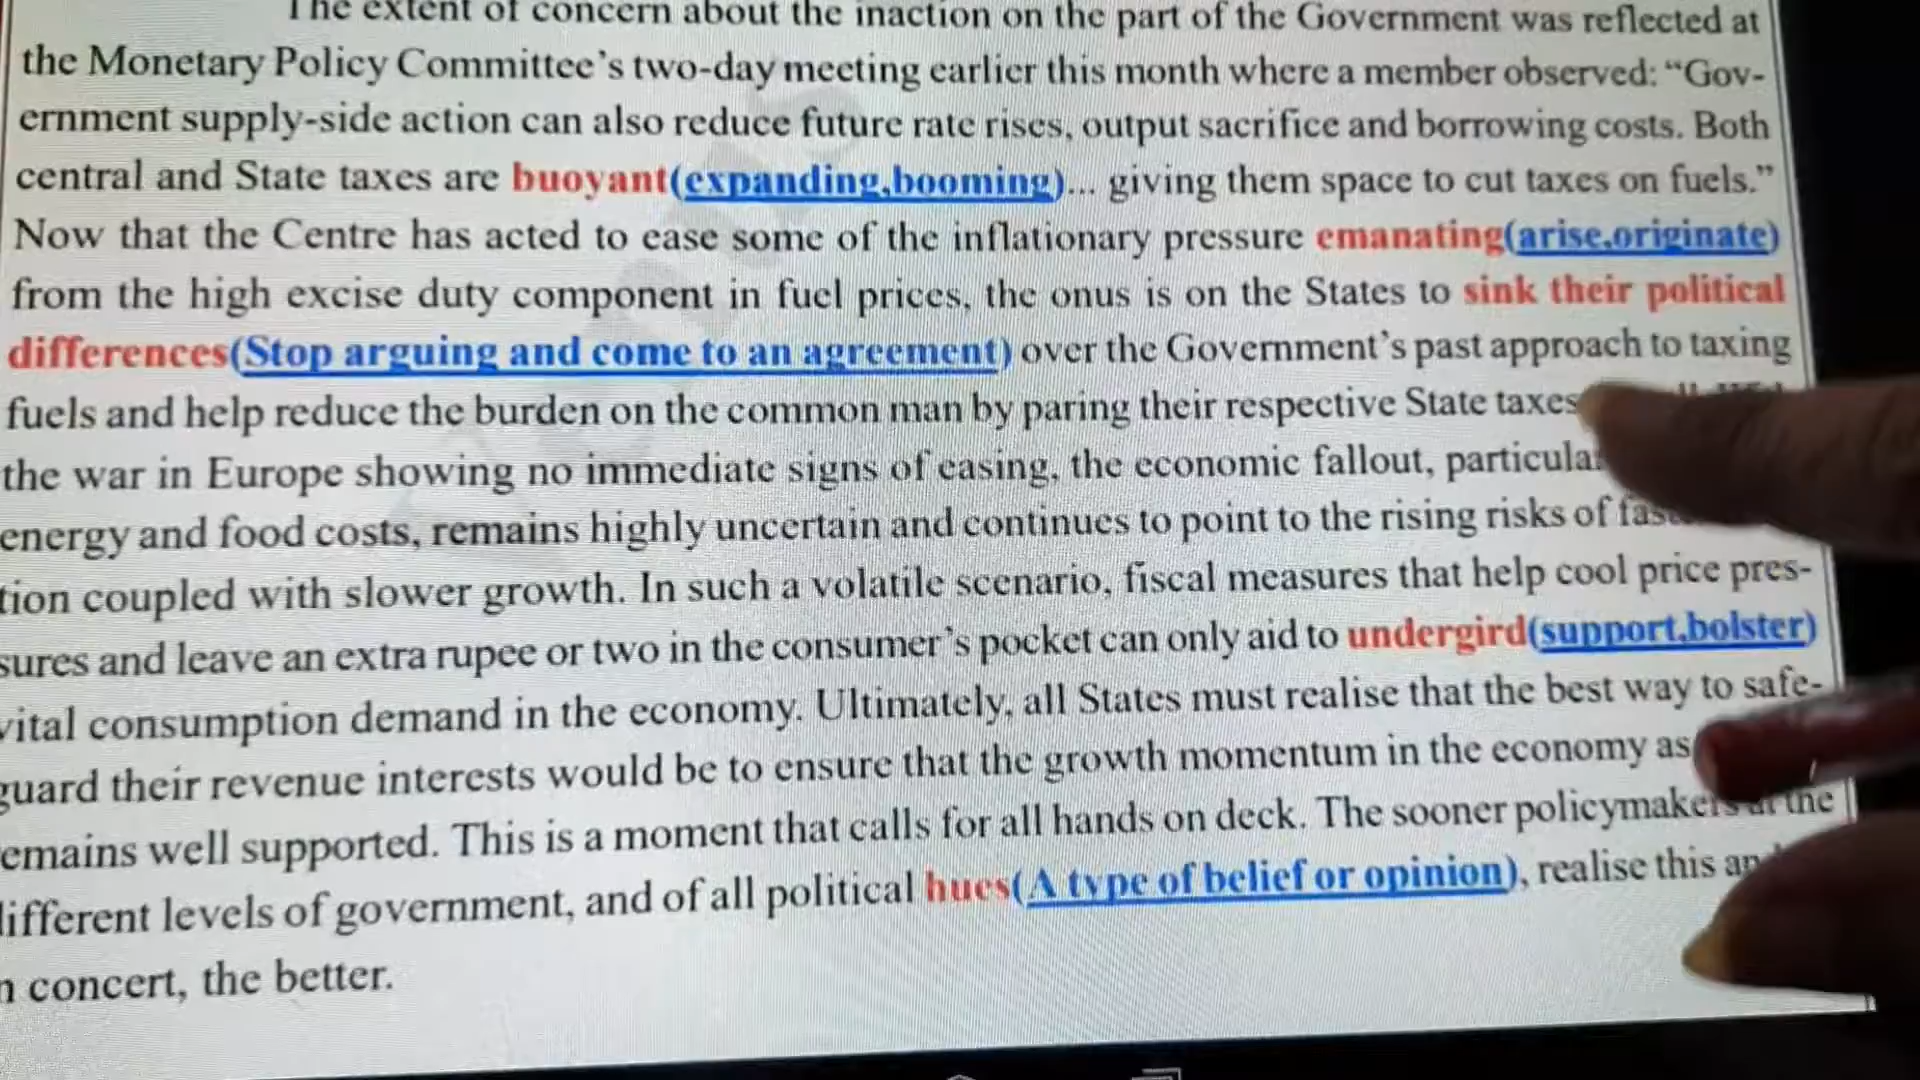 The extent of concern about the inaction on the part of the Government was reflected at
the Monetary Policy Committee's two-day meeting earlier this month where a member observed: "Gov-
ernment supply-side action can also reduce future rate rises, output sacrifice and borrowing costs. Both
central and State taxes are buoyant(expanding,booming)... giving them space to cut taxes on fuels."
Now that the Centre has acted to ease some of the inflationary pressure emanating(arise,originate)
from the high excise duty component in fuel prices, the onus is on the States to sink their political
differences(Stop arguing and come to an agreement) over the Government's past approach to taxing
fuels and help reduce the burden on the common man by paring their respective State taxes
the war in Europe showing no immediate signs of easing, the economic fallout,
energy and food costs, remains highly uncertain and continues to point to the rising risks of
tion coupled with slower growth. In such a volatile scenario, fiscal measures that help cool price pres-
sures and leave an extra rupee or two in the consumer's pocket can only aid to undergird(support,bolster)
vital consumption demand in the economy. Ultimately, all States must realise that the best way to safe-
guard their revenue interests would be to ensure that the growth momentum in the economy as
emains well supported. This is a moment that calls for all hands on deck. The sooner policymakers at the
different levels of government, and of all political hues(A type of belief or opinion), realise this
n concert, the better.